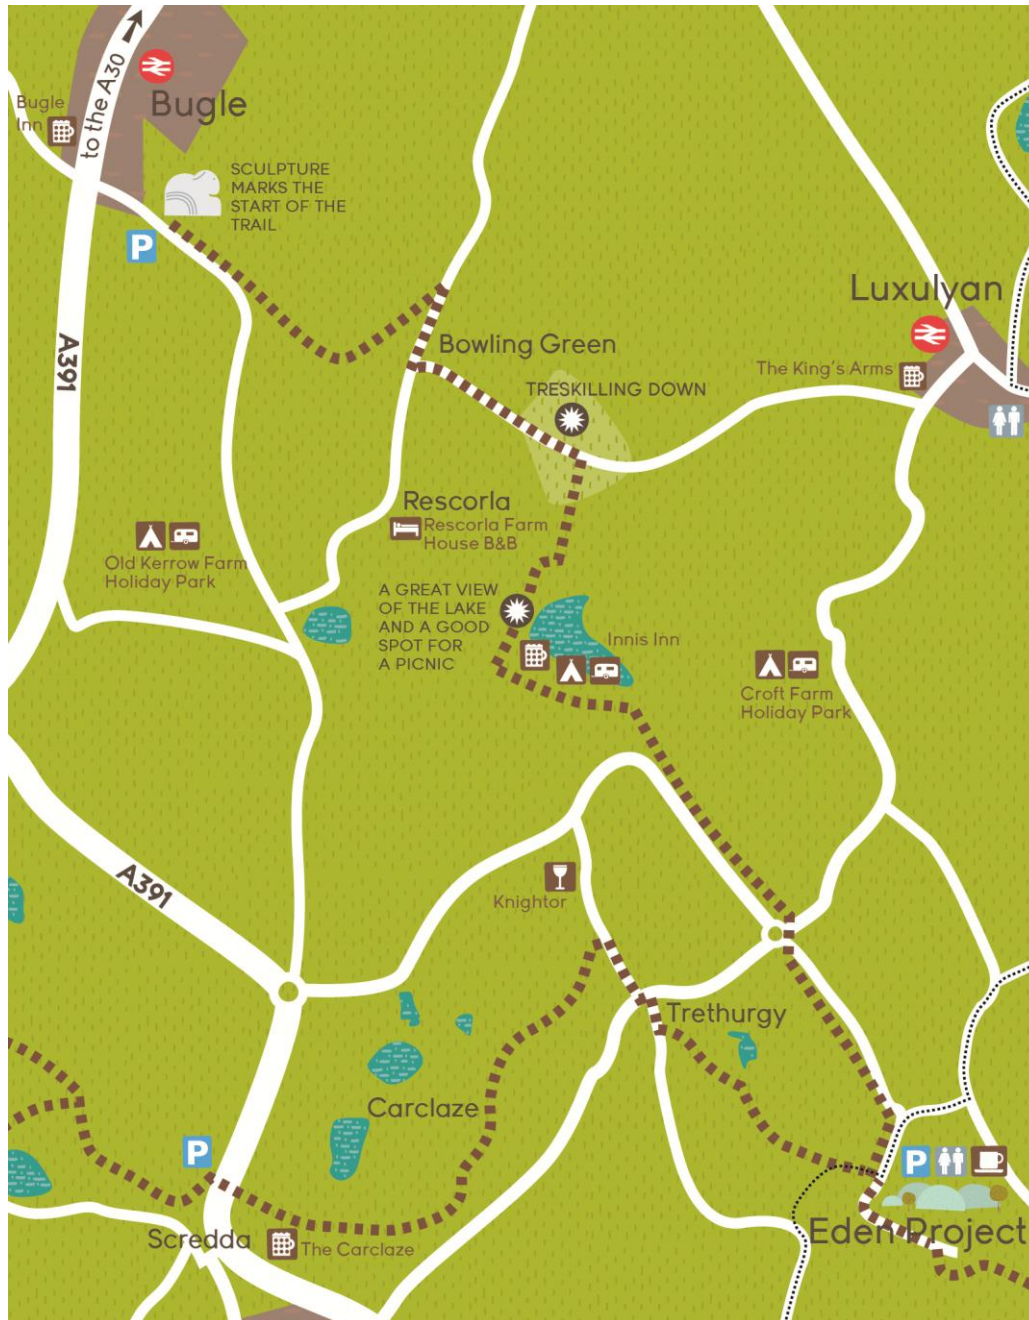 to the A30
Bugle
Bugle
Inn
SCULPTURE
MARKS THE
START OF THE
TRAIL
P
Luxulyan
A391
Bowling Green
The King's Arms
TRESKILLING DOWN
Rescorla
Rescorla Farm
House B&B
Old Kerrow Farm
Holiday Park
A GREAT VIEW
OF THE LAKE
AND A GOOD
SPOT FOR
A PICNIC
Innis Inn
Croft Farm
Holiday Park
A391
Knightor
Trethurgy
Carclaze
P
P
Scredda
The Carclaze
Eden Project